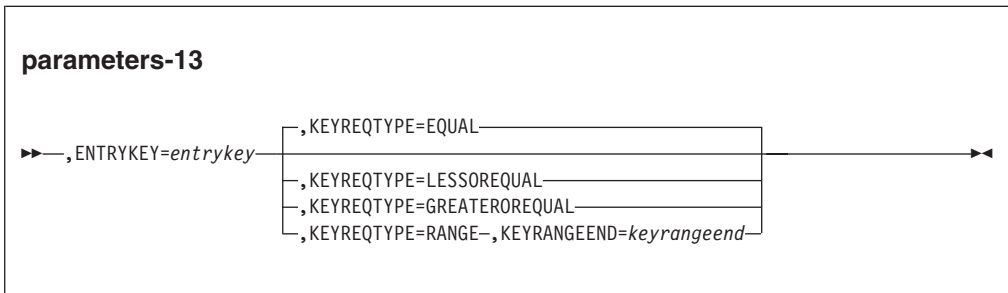 parameters-13
,KEYREQTYPE=EQUAL
,ENTRYKEY=entrykey
,KEYREQTYPE=LESSOREQUAL
,KEYREQTYPE=GREATEROREQUAL
,KEYREQTYPE=RANGE ,KEYRANGEEND=keyrangeend